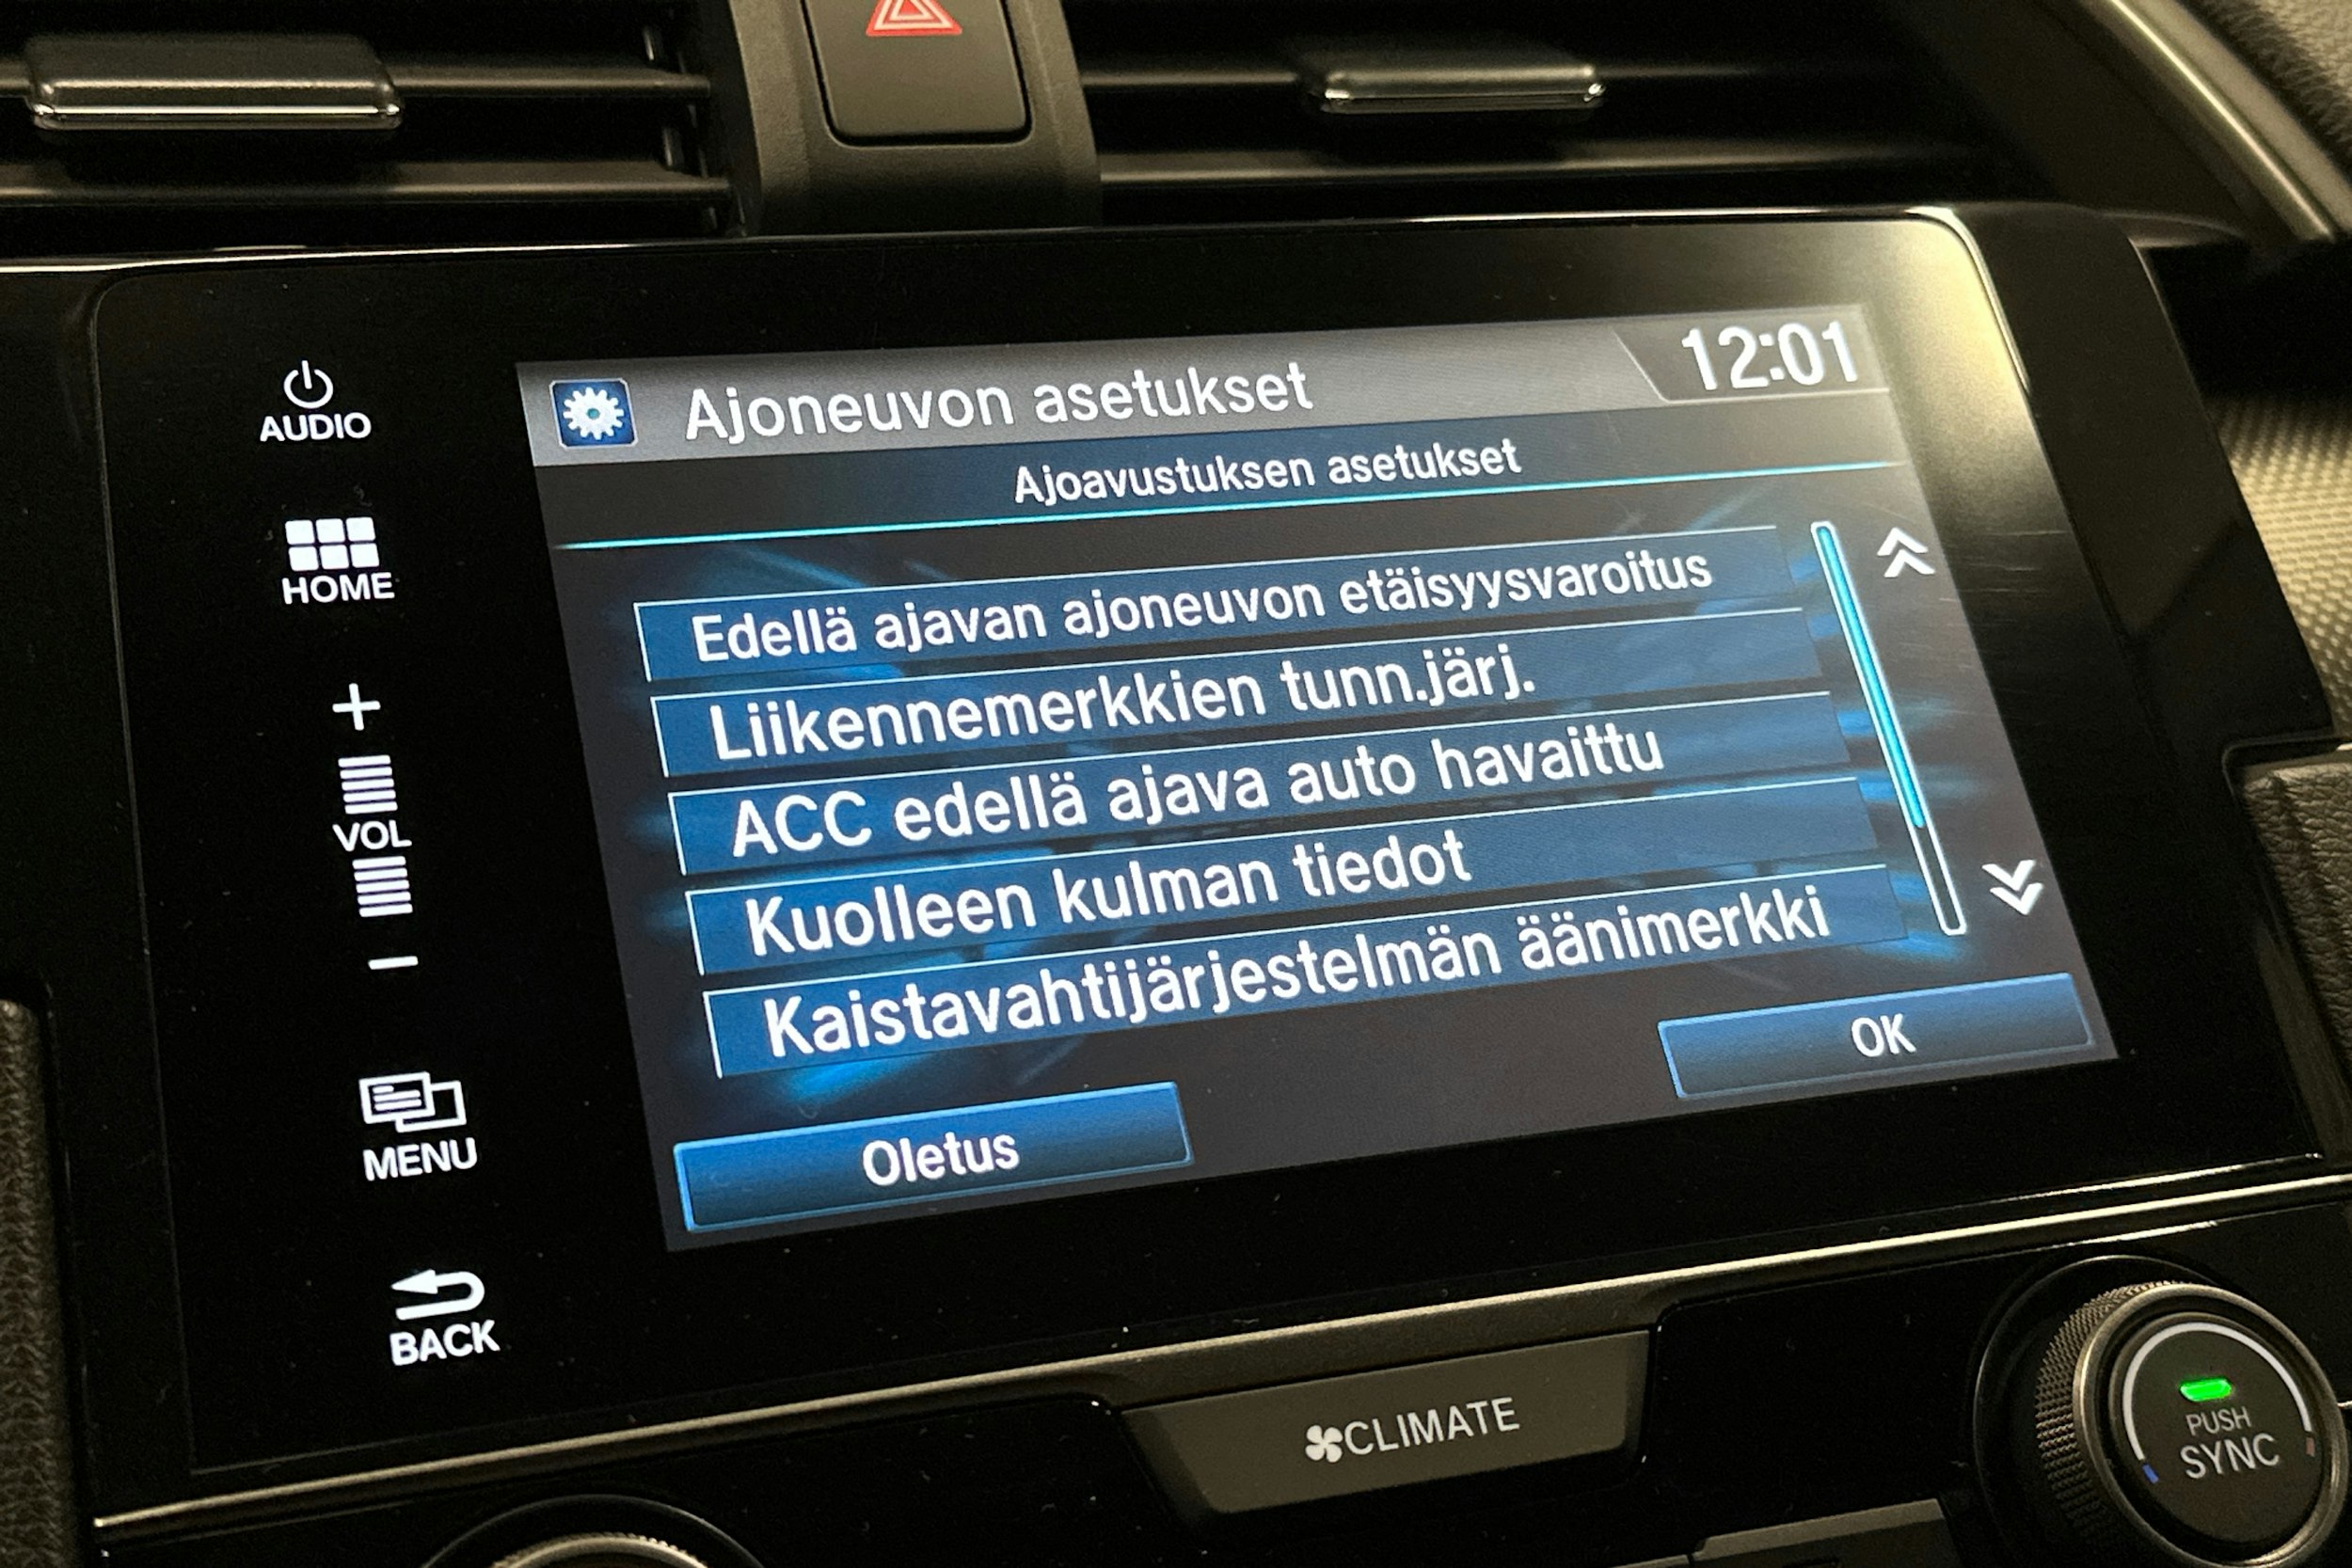 AUDIO
HOME
VOL
MENU
BACK
Ajoneuvon asetukset
12:01
Ajoavustuksen asetukset
Edellä ajavan ajoneuvon etäisyysvaroitus
Liikennemerkkien tunn.järj.
ACC edellä ajava auto havaittu
Kuolleen kulman tiedot
Kaistavahtijärjestelmän äänimerkki
Oletus
OK
CLIMATE
PUSH
SYNC